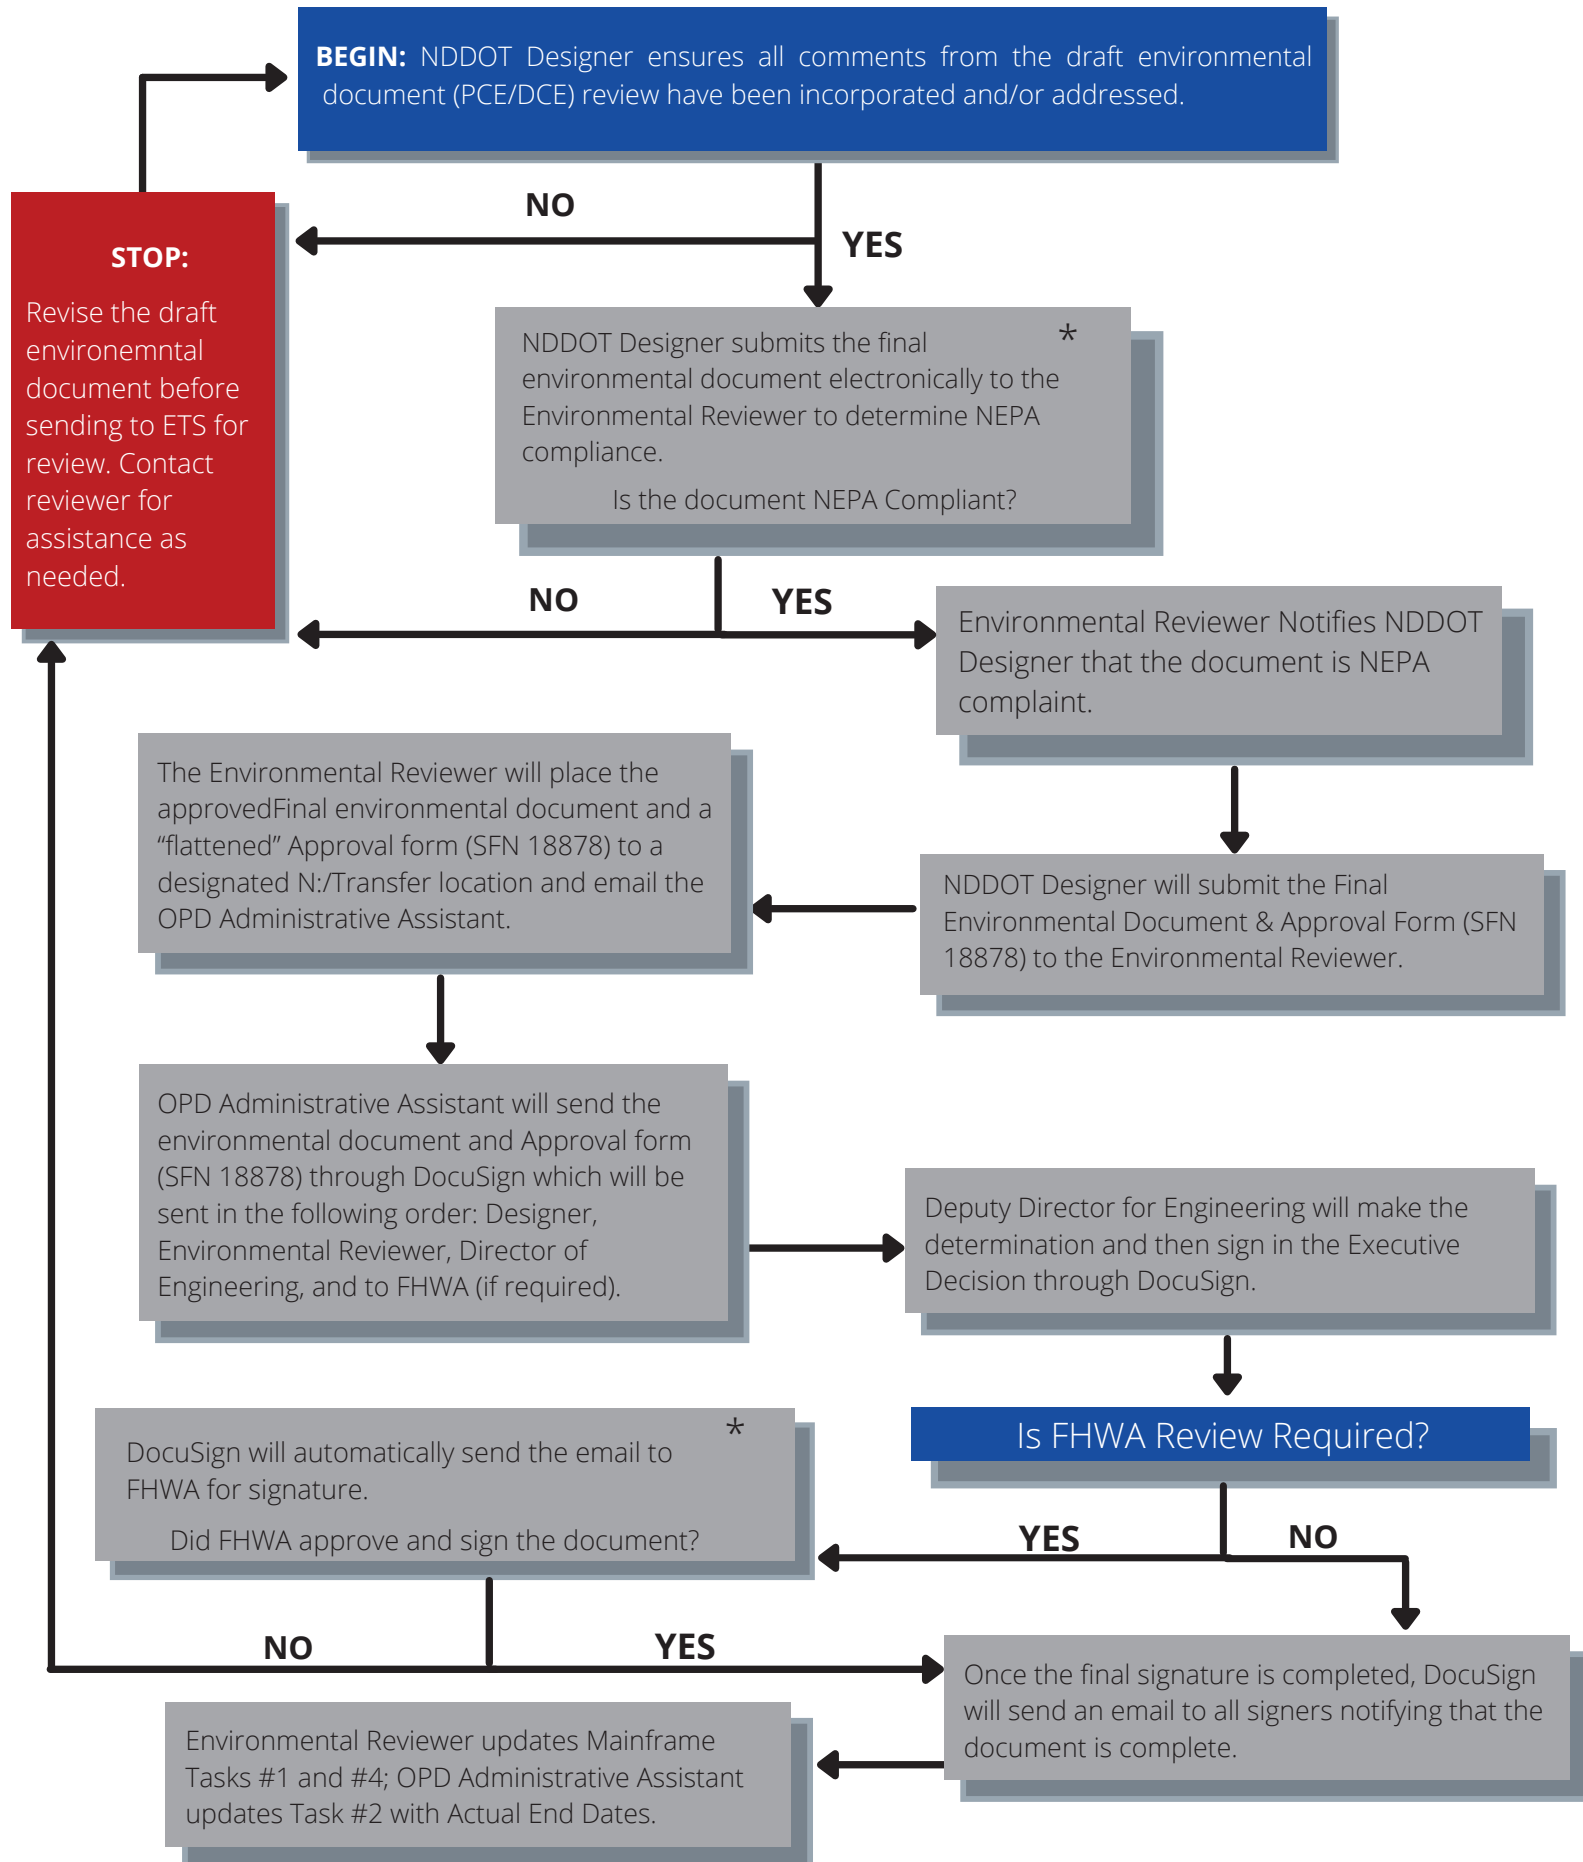 BEGIN: NDDOT Designer ensures all comments from the draft environmental
document (PCE/DCE) review have been incorporated and/or addressed.
NO
YES
STOP:
Revise the draft
environemntal
document before
sending to ETS for
review. Contact
reviewer for
assistance as
needed.
*
NDDOT Designer submits the final
environmental document electronically to the
Environmental Reviewer to determine NEPA
compliance.
Is the document NEPA Compliant?
NO
YES
Environmental Reviewer Notifies NDDOT
Designer that the document is NEPA
complaint.
NDDOT Designer will submit the Final
Environmental Document & Approval Form (SFN
18878) to the Environmental Reviewer.
The Environmental Reviewer will place the
approvedFinal environmental document and a
“flattened” Approval form (SFN 18878) to a
designated N:/Transfer location and email the
OPD Administrative Assistant.
OPD Administrative Assistant will send the
environmental document and Approval form
(SFN 18878) through DocuSign which will be
sent in the following order: Designer,
Environmental Reviewer, Director of
Engineering, and to FHWA (if required).
Deputy Director for Engineering will make the
determination and then sign in the Executive
Decision through DocuSign.
Is FHWA Review Required?
YES
NO
*
DocuSign will automatically send the email to
FHWA for signature.
Did FHWA approve and sign the document?
NO
YES
Once the final signature is completed, DocuSign
will send an email to all signers notifying that the
document is complete.
Environmental Reviewer updates Mainframe
Tasks #1 and #4; OPD Administrative Assistant
updates Task #2 with Actual End Dates.